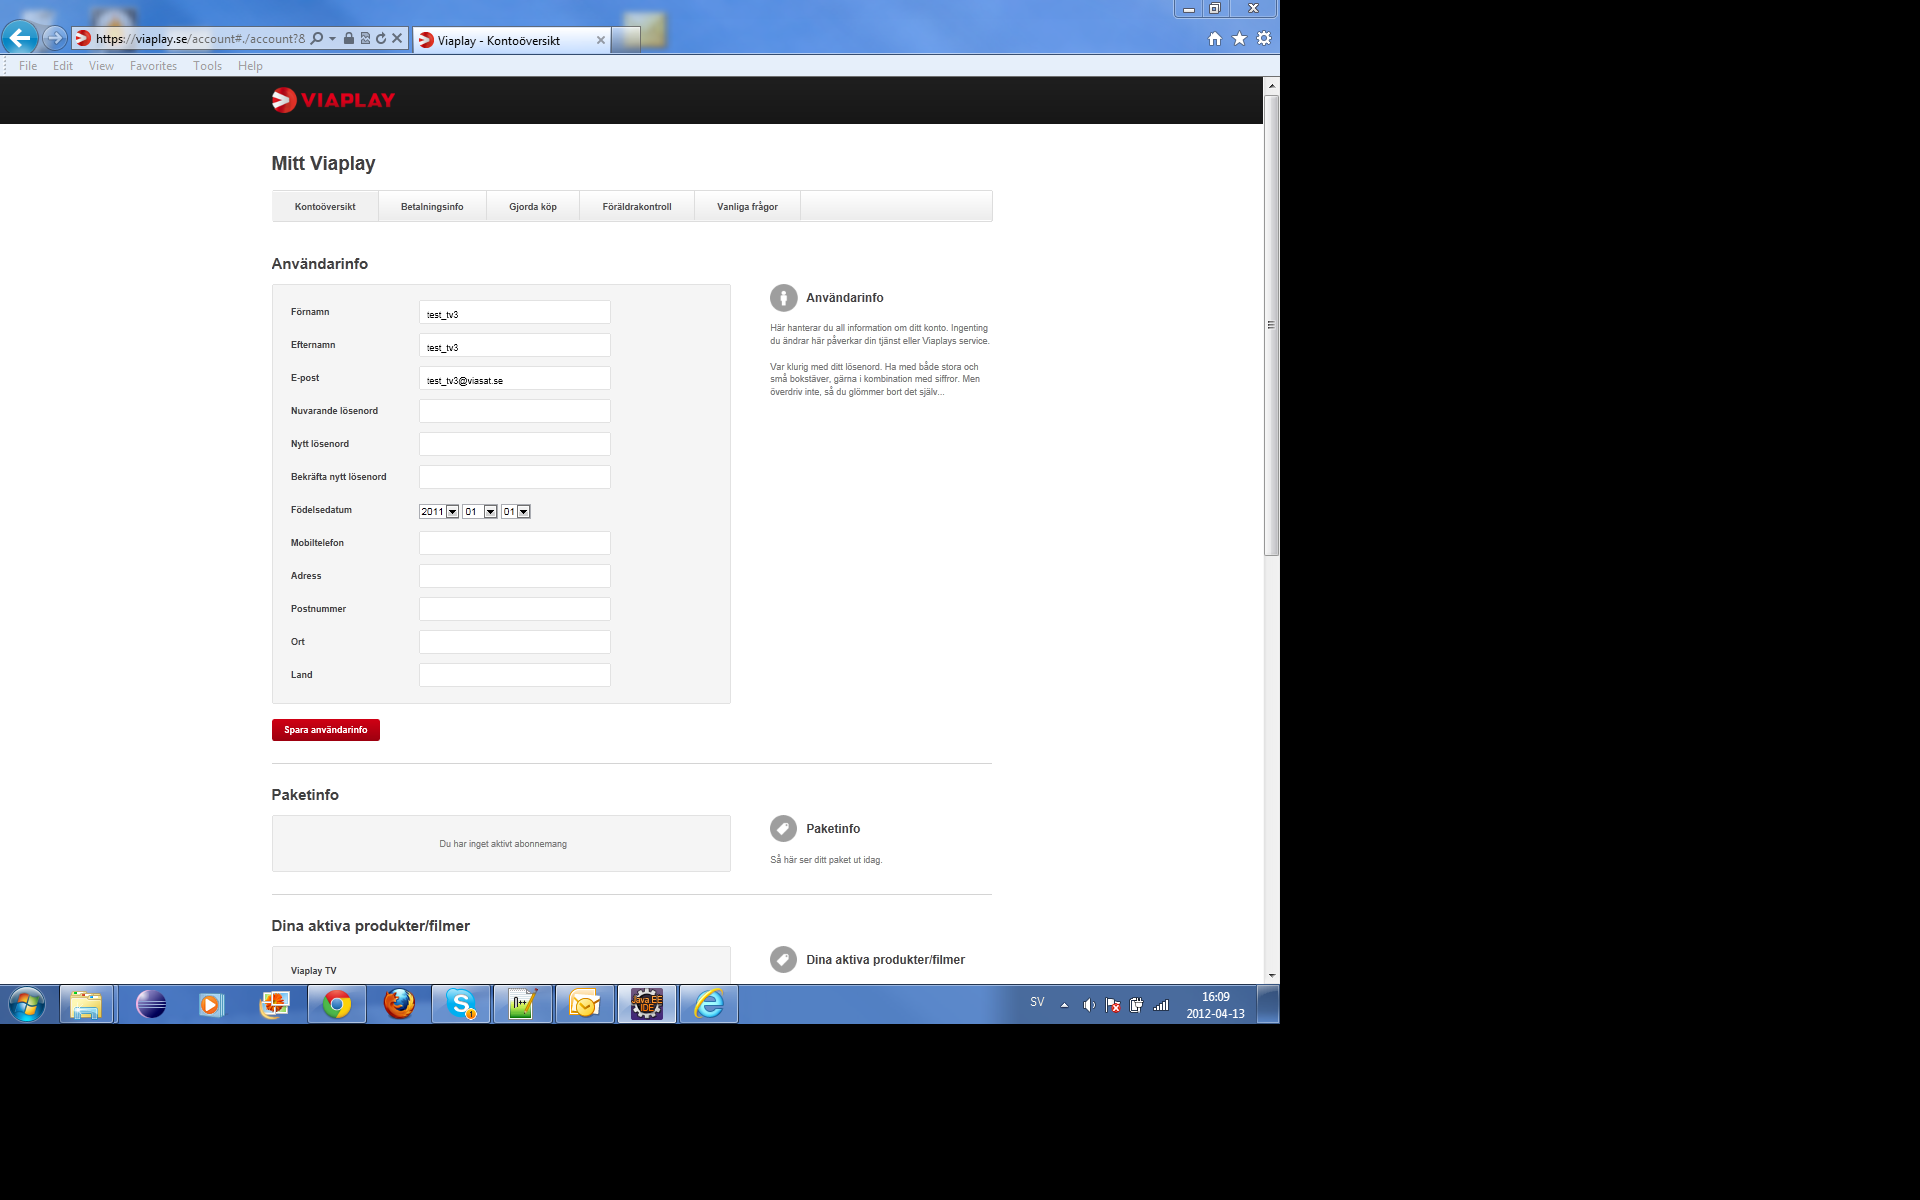 https://viaplay.se/account#./account?8
Viaplay - Kontoöversikt
File Edit View Favorites Tools Help
VIAPLAY
Mitt Viaplay
Kontoöversikt Betalningsinfo Gjorda köp Föräldrakontroll Vanliga frågor
Användarinfo
Förnamn test_tv3
Efternamn test_tv3
E-post test_tv3@viasat.se
Nuvarande lösenord
Nytt lösenord
Bekräfta nytt lösenord
Födelsedatum 2011 01 01
Mobiltelefon
Adress
Postnummer
Ort
Land
Användarinfo
Här hanterar du all information om ditt konto. Ingenting
du ändrar här påverkar din tjänst eller Viaplays service.
Var klurig med ditt lösenord. Ha med både stora och
små bokstäver, gärna i kombination med siffror. Men
överdriv inte, så du glömmer bort det själv...
Spara användarinfo
Paketinfo
Du har inget aktivt abonnemang
Paketinfo
Så här ser ditt paket ut idag.
Dina aktiva produkter/filmer
Viaplay TV
Dina aktiva produkter/filmer
Java EE
IDE
SV
16:09
2012-04-13